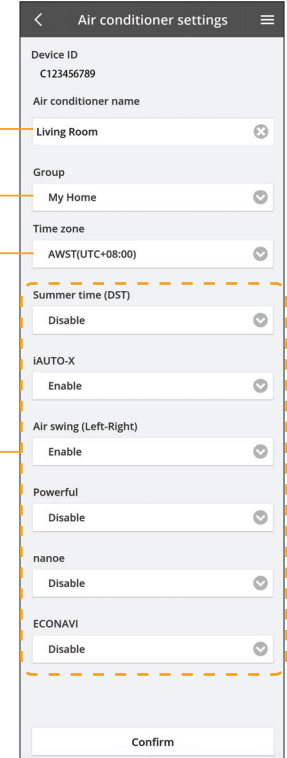 Air conditioner settings
Device ID
C123456789
Air conditioner name
Living Room
Group
My Home
Time zone
AWST(UTC+08:00)
Summer time (DST)
Disable
iAUTO-X
Enable
Air swing (Left-Right)
Enable
Powerful
Disable
nanoe
Disable
ECONAVI
Disable
Confirm